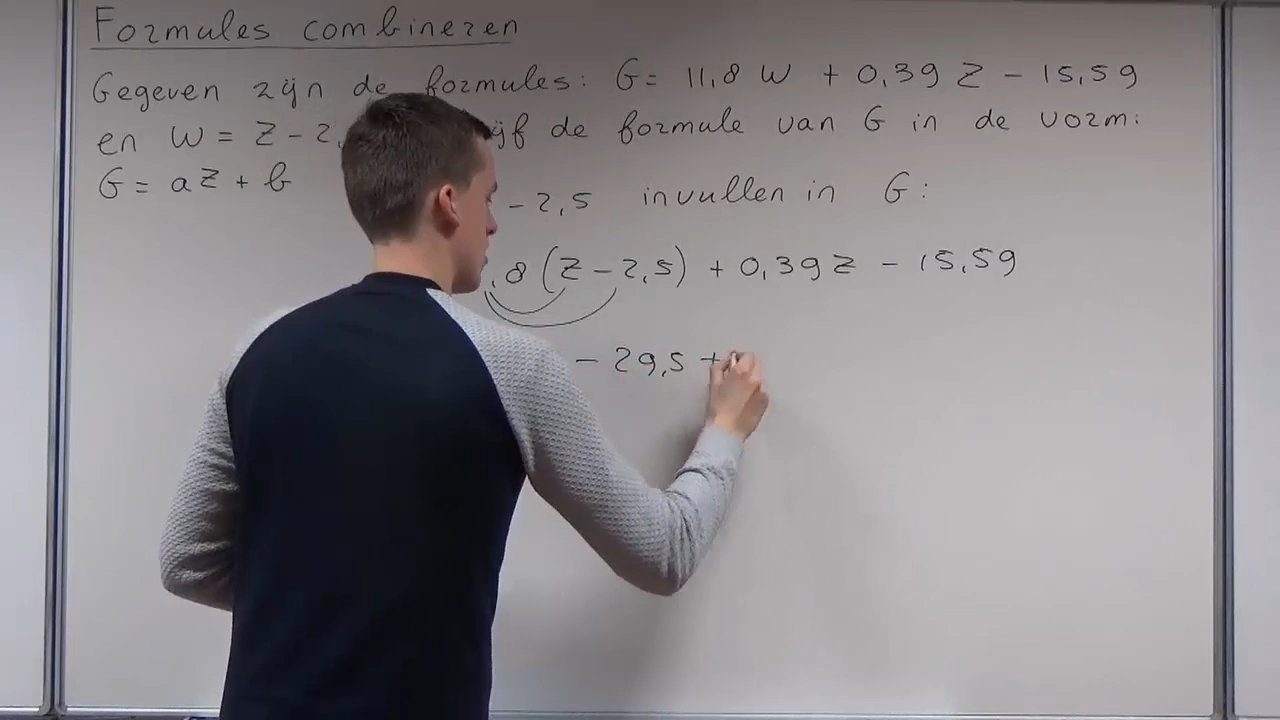 Formules combineren
Gegeven zijn de formules: G = 11,8 W + 0,39 Z - 15,59
en W = Z - 2, ijf de formule van G in de vorm:
G = aZ + b
- 2,5 invullen in G:
,8 (Z - 2,5) + 0,39 Z - 15,59
- 29,5 +